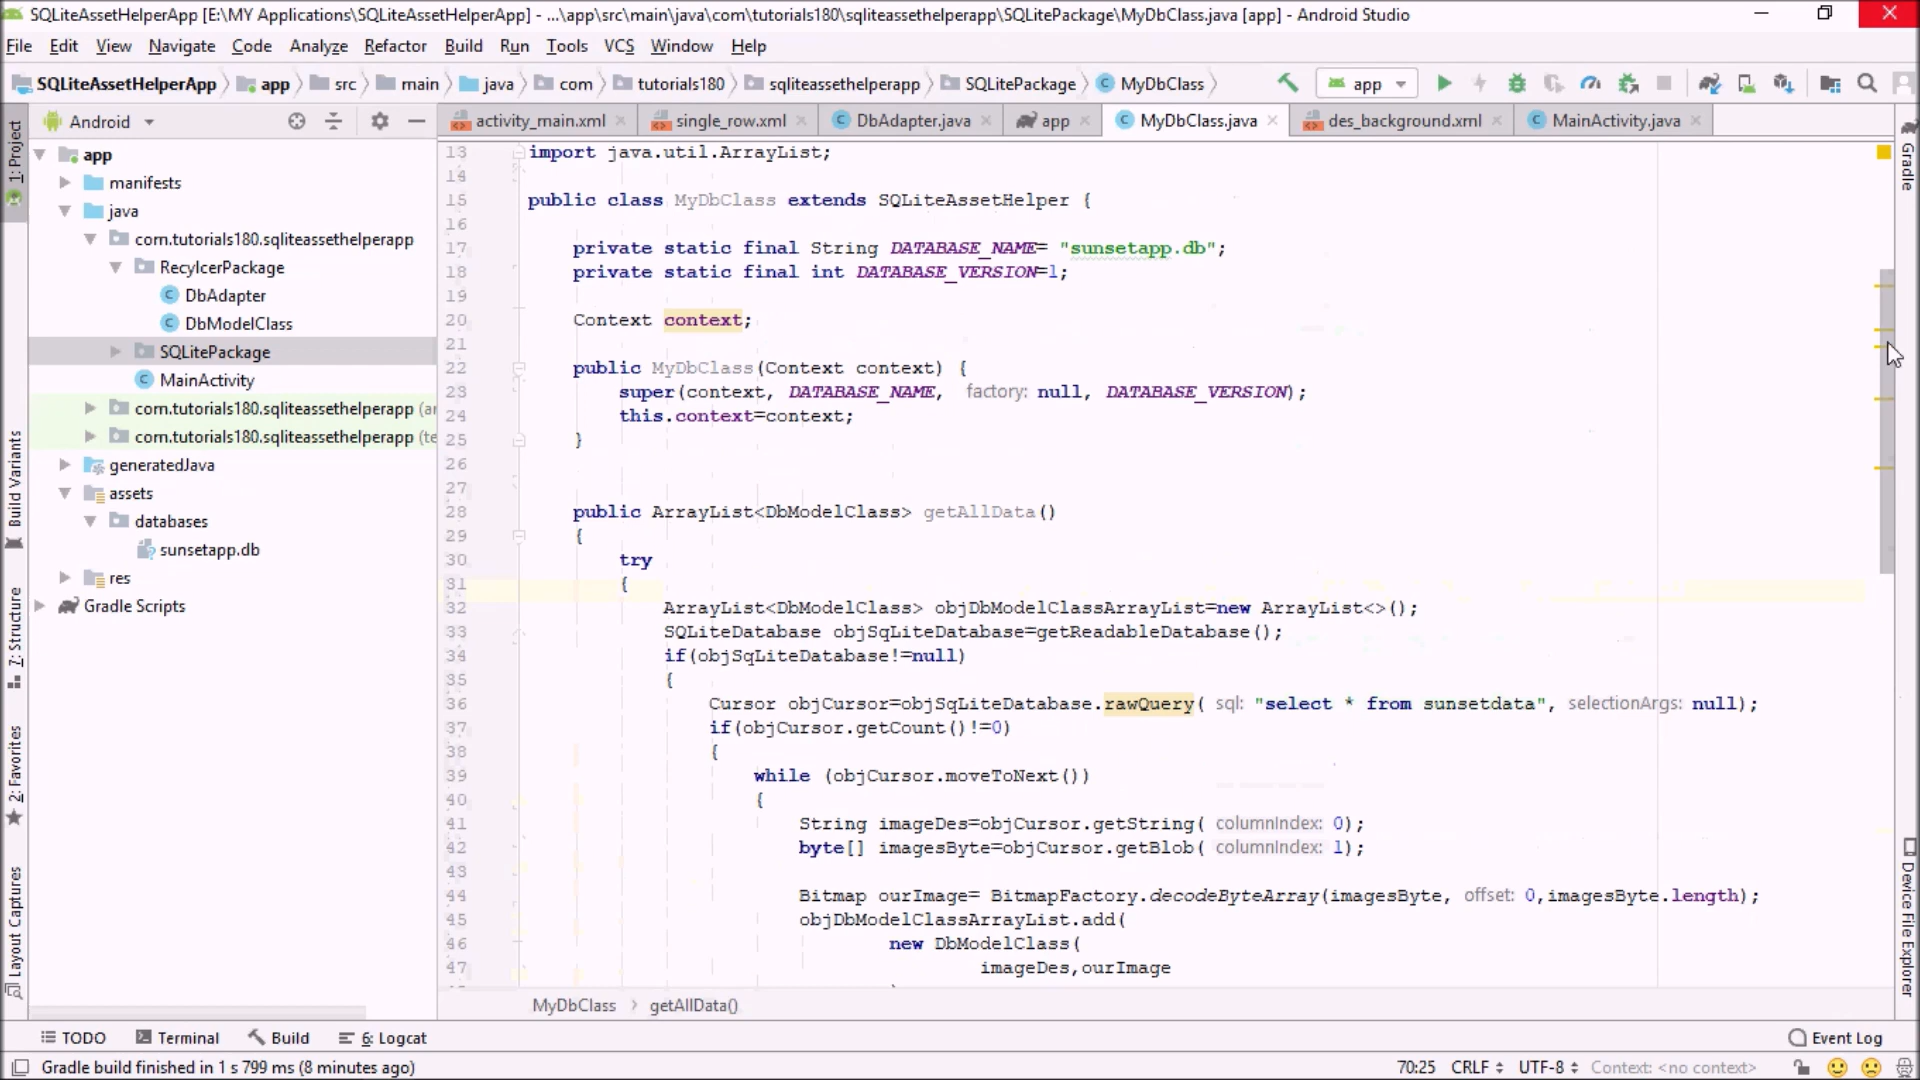 SQLiteAssetHelperApp [E:\MY Applications\SQLiteAssetHelperApp] - ...\app\src\main\java\com\tutorials180\sqliteassethelperapp\SQLitePackage\MyDbClass.java [app] - Android Studio
File Edit View Navigate Code Analyze Refactor Build Run Tools VCS Window Help
SQLiteAssetHelperApp app src main java com tutorials180 sqliteassethelperapp SQLitePackage MyDbClass app
Android
activity_main.xml single_row.xml DbAdapter.java app MyDbClass.java des_background.xml MainActivity.java
1: Project
Build Variants
7: Structure
2: Favorites
Layout Captures
app
manifests
java
com.tutorials180.sqliteassethelperapp
RecylcerPackage
DbAdapter
DbModelClass
SQLitePackage
MainActivity
com.tutorials180.sqliteassethelperapp (ar
com.tutorials180.sqliteassethelperapp (te
generatedJava
assets
databases
sunsetapp.db
res
Gradle Scripts
13 import java.util.ArrayList;
14
15 public class MyDbClass extends SQLiteAssetHelper {
16
17 private static final String DATABASE_NAME= "sunsetapp.db";
18 private static final int DATABASE_VERSION=1;
19
20 Context context;
21
22 public MyDbClass(Context context) {
23 super(context, DATABASE_NAME, factory: null, DATABASE_VERSION);
24 this.context=context;
25 }
26
27
28 public ArrayList<DbModelClass> getAllData()
29 {
30 try
31 {
32 ArrayList<DbModelClass> objDbModelClassArrayList=new ArrayList<>();
33 SQLiteDatabase objSqLiteDatabase=getReadableDatabase();
34 if(objSqLiteDatabase!=null)
35 {
36 Cursor objCursor=objSqLiteDatabase.rawQuery( sql: "select * from sunsetdata", selectionArgs: null);
37 if(objCursor.getCount()!=0)
38 {
39 while (objCursor.moveToNext())
40 {
41 String imageDes=objCursor.getString( columnIndex: 0);
42 byte[] imagesByte=objCursor.getBlob( columnIndex: 1);
43
44 Bitmap ourImage= BitmapFactory.decodeByteArray(imagesByte, offset: 0,imagesByte.length);
45 objDbModelClassArrayList.add(
46 new DbModelClass(
47 imageDes,ourImage
MyDbClass getAllData()
Gradle
Device File Explorer
TODO Terminal Build 6: Logcat Event Log
Gradle build finished in 1 s 799 ms (8 minutes ago) 70:25 CRLF UTF-8 Context: <no context>